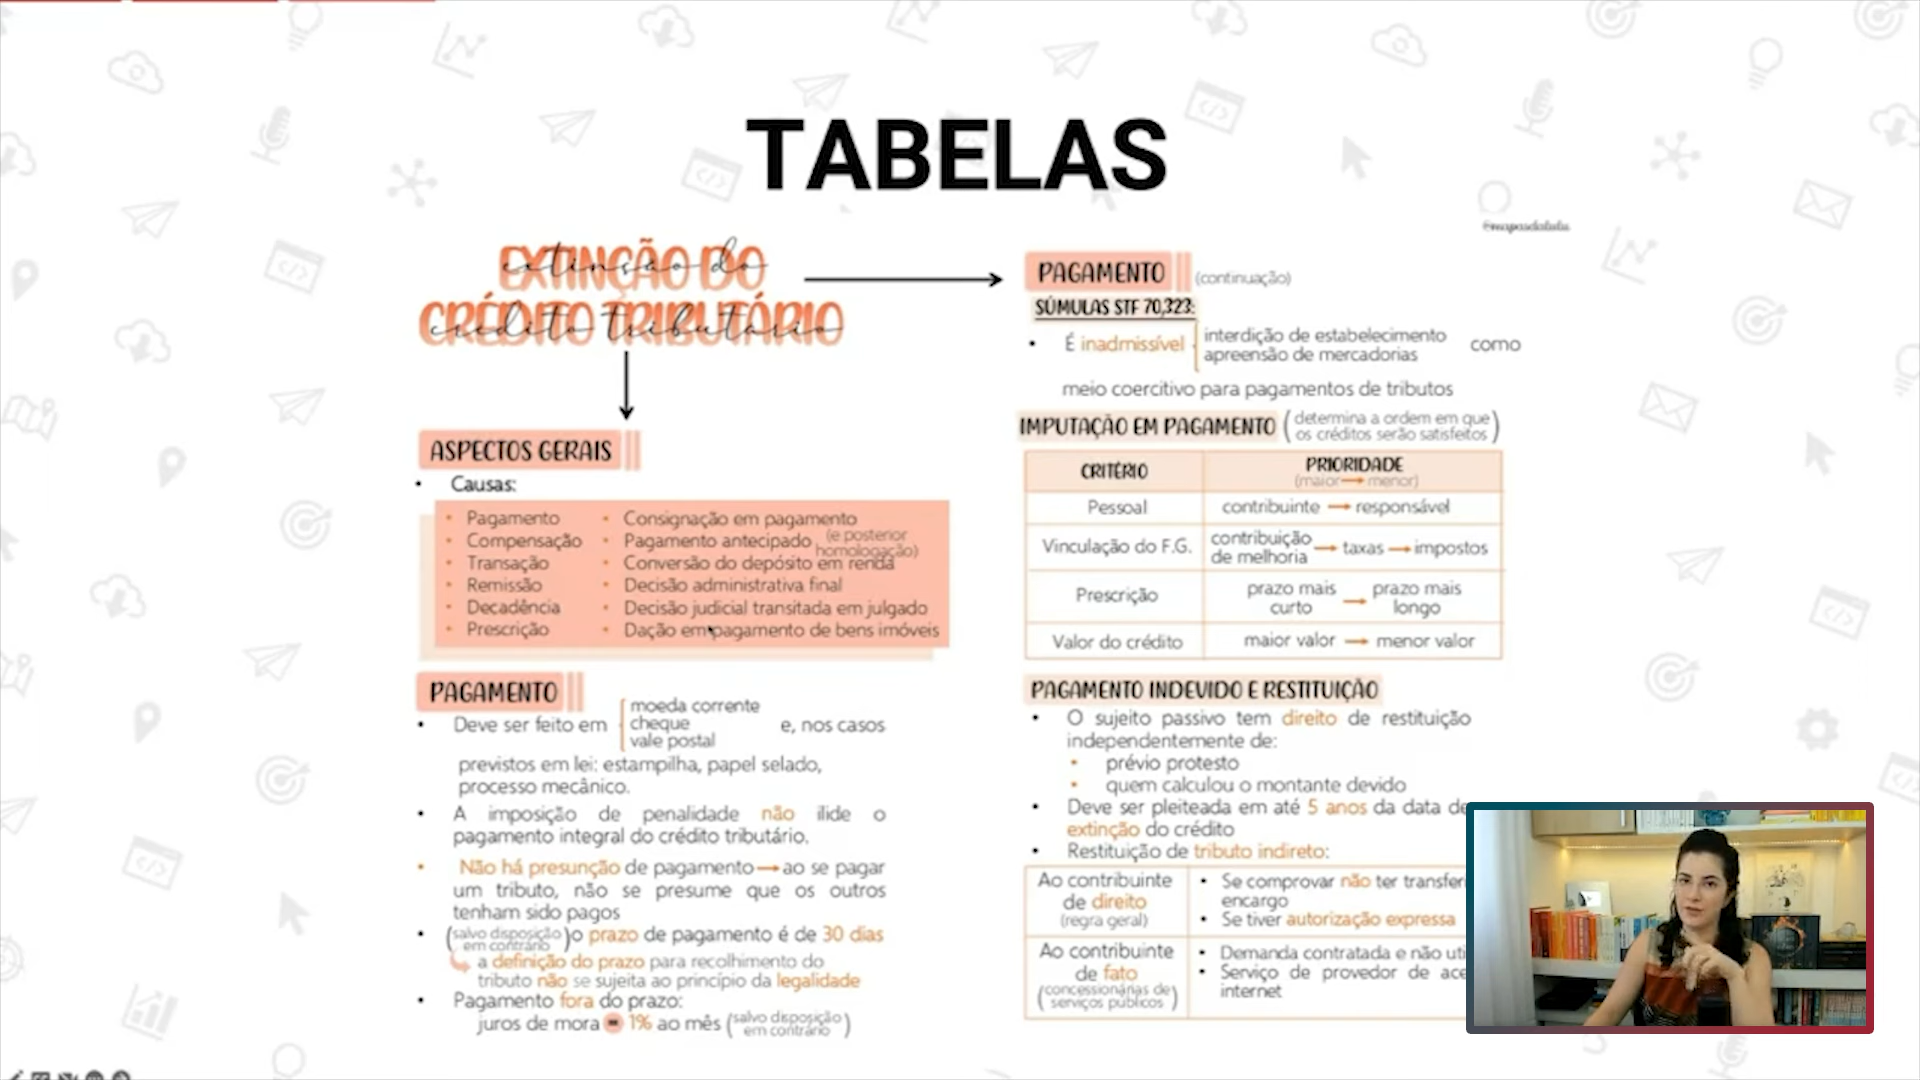 TABELAS
@mapasdalulu
EXTINÇÃO DO
extinção do
CRÉDITO TRIBUTÁRIO
crédito tributário
ASPECTOS GERAIS
• Causas:
• Pagamento
• Compensação
• Transação
• Remissão
• Decadência
• Prescrição
• Consignação em pagamento
• Pagamento antecipado (e posterior
homologação)
• Conversão do depósito em renda
• Decisão administrativa final
• Decisão judicial transitada em julgado
• Dação em pagamento de bens imóveis
PAGAMENTO
• Deve ser feito em
moeda corrente
cheque
vale postal
e, nos casos
previstos em lei: estampilha, papel selado,
processo mecânico.
• A imposição de penalidade não ilide o
pagamento integral do crédito tributário.
• Não há presunção de pagamento → ao se pagar
um tributo, não se presume que os outros
tenham sido pagos
• (salvo disposição
em contrário) o prazo de pagamento é de 30 dias
a definição do prazo para recolhimento do
tributo não se sujeita ao princípio da legalidade
• Pagamento fora do prazo:
juros de mora = 1% ao mês (salvo disposição
em contrário)
PAGAMENTO (continuação)
SÚMULAS STF 70,323:
• É inadmissível
interdição de estabelecimento
apreensão de mercadorias
como
meio coercitivo para pagamentos de tributos
IMPUTAÇÃO EM PAGAMENTO (determina a ordem em que
os créditos serão satisfeitos)
CRITÉRIO
PRIORIDADE
(maior → menor)
Pessoal
contribuinte → responsável
Vinculação do F.G.
contribuição
de melhoria → taxas → impostos
Prescrição
prazo mais
curto
→
prazo mais
longo
Valor do crédito
maior valor → menor valor
PAGAMENTO INDEVIDO E RESTITUIÇÃO
• O sujeito passivo tem direito de restituição
independentemente de:
• prévio protesto
• quem calculou o montante devido
• Deve ser pleiteada em até 5 anos da data de
extinção do crédito
• Restituição de tributo indireto:
Ao contribuinte
de direito
(regra geral)
• Se comprovar não ter transfer
encargo
• Se tiver autorização expressa
Ao contribuinte
de fato
(concessionárias de
serviços públicos)
• Demanda contratada e não uti
• Serviço de provedor de ace
internet